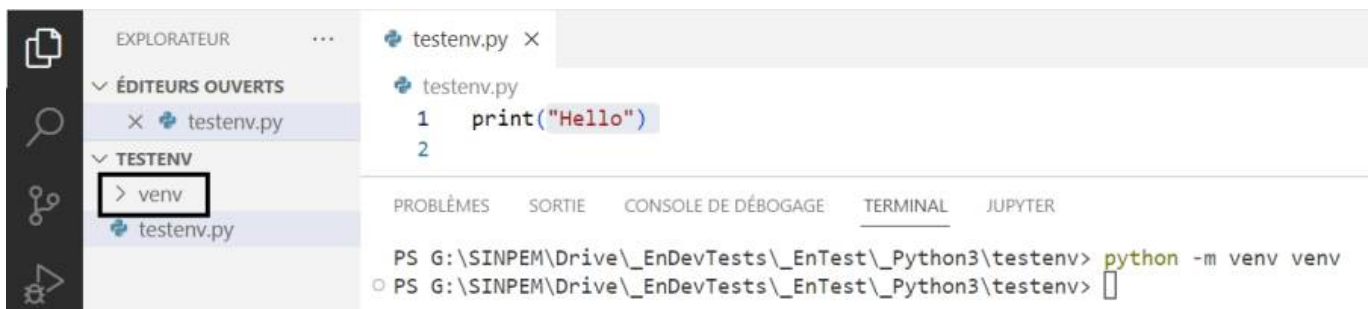 EXPLORATEUR ...
ÉDITEURS OUVERTS
testenv.py
TESTENV
venv
testenv.py
testenv.py
testenv.py
1 print("Hello")
2
PROBLÈMES SORTIE CONSOLE DE DÉBOGAGE TERMINAL JUPYTER
PS G:\SINPEM\Drive\_EnDevTests\_EnTest\_Python3\testenv> python -m venv venv
PS G:\SINPEM\Drive\_EnDevTests\_EnTest\_Python3\testenv>